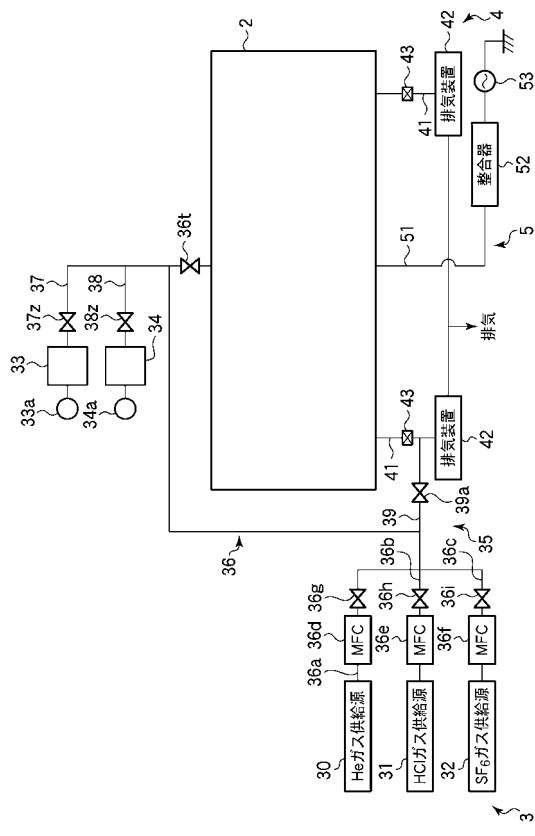 2
36t
37
38
37z
38z
33
34
33a
34a
36
43
41
42
排気装置
4
43
41
42
排気装置
排気
51
52
整合器
53
5
39
39a
35
36a
36b
36c
36d
36e
36f
36g
36h
36i
MFC
MFC
MFC
30
Heガス供給源
31
HClガス供給源
32
SF6ガス供給源
3